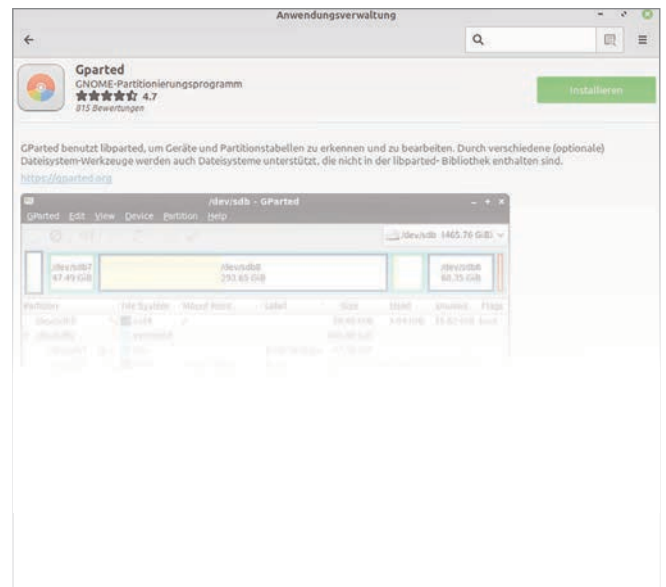 Anwendungsverwaltung
Gparted
GNOME-Partitionierungsprogramm
4.7
815 Bewertungen
Installieren
GParted benutzt libparted, um Geräte und Partitionstabellen zu erkennen und zu bearbeiten. Durch verschiedene (optionale)
Dateisystem-Werkzeuge werden auch Dateisysteme unterstützt, die nicht in der libparted- Bibliothek enthalten sind.
https://gparted.org
/dev/sdb - GParted
GParted Edit View Device Partition Help
/dev/sdb (465.76 GiB)
/dev/sdb7
47.49 GiB
/dev/sdb8
293.65 GiB
/dev/sdb6
60.35 GiB
Partition File System Mount Point Label Size Used Unused Flags